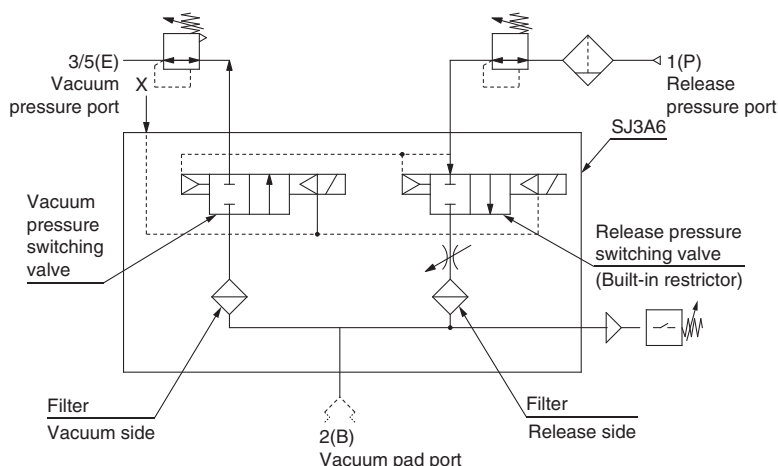 3/5(E)
Vacuum
pressure port
X
1(P)
Release
pressure port
SJ3A6
Vacuum
pressure
switching
valve
Release pressure
switching valve
(Built-in restrictor)
Filter
Vacuum side
2(B)
Vacuum pad port
Filter
Release side